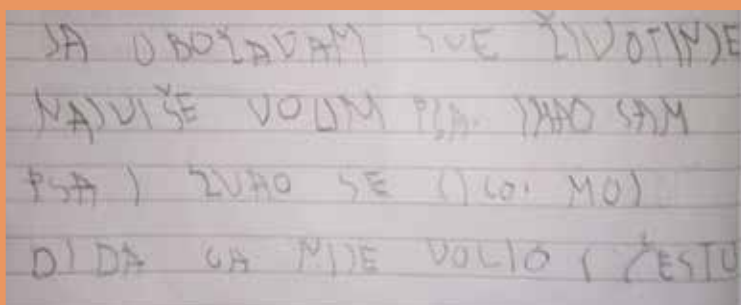 JA OBOŽAVAM SVE ŽIVOTINJE
NAJVIŠE VOLIM PSA. IMAO SAM
PSA I ZVAO SE MOJ
DIDA GA NIJE VOLIO I ČESTO